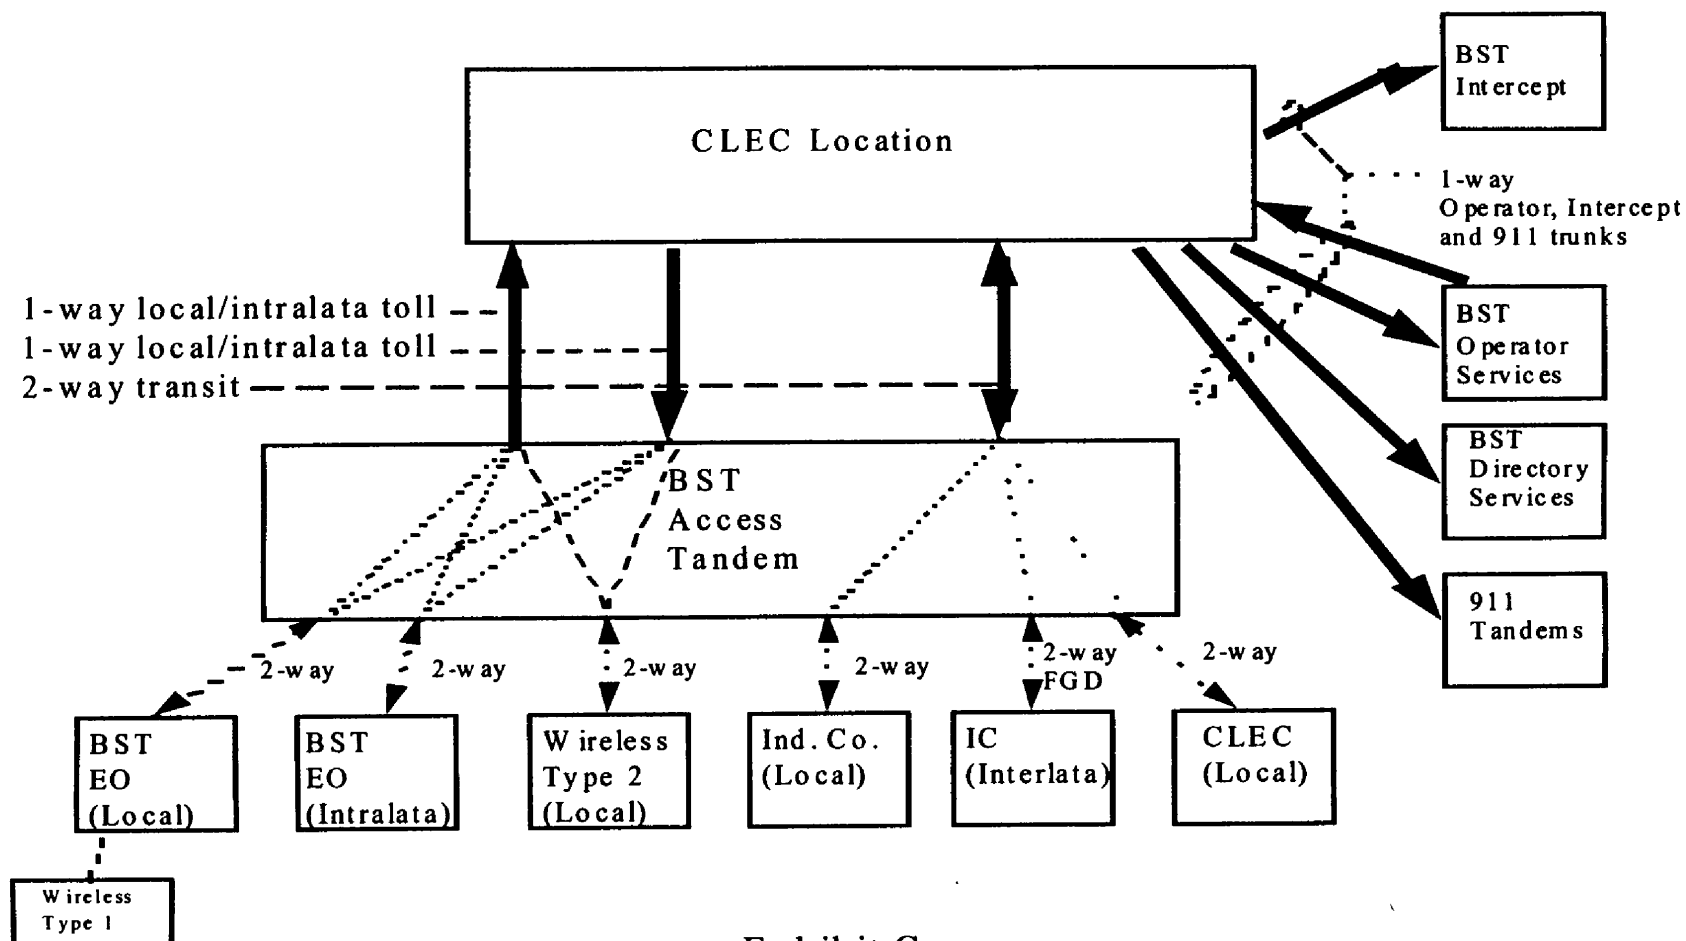 BST
Intercept
CLEC Location
1-way
Operator, Intercept
and 911 trunks
1-way local/intralata toll
1-way local/intralata toll
2-way transit
BST
Operator
Services
BST
Directory
Services
BST
Access
Tandem
911
Tandems
2-way
2-way
2-way
2-way
2-way
FGD
2-way
BST
EO
(Local)
BST
EO
(Intralata)
Wireless
Type 2
(Local)
Ind. Co.
(Local)
IC
(Interlata)
CLEC
(Local)
Wireless
Type 1
Exhibit C